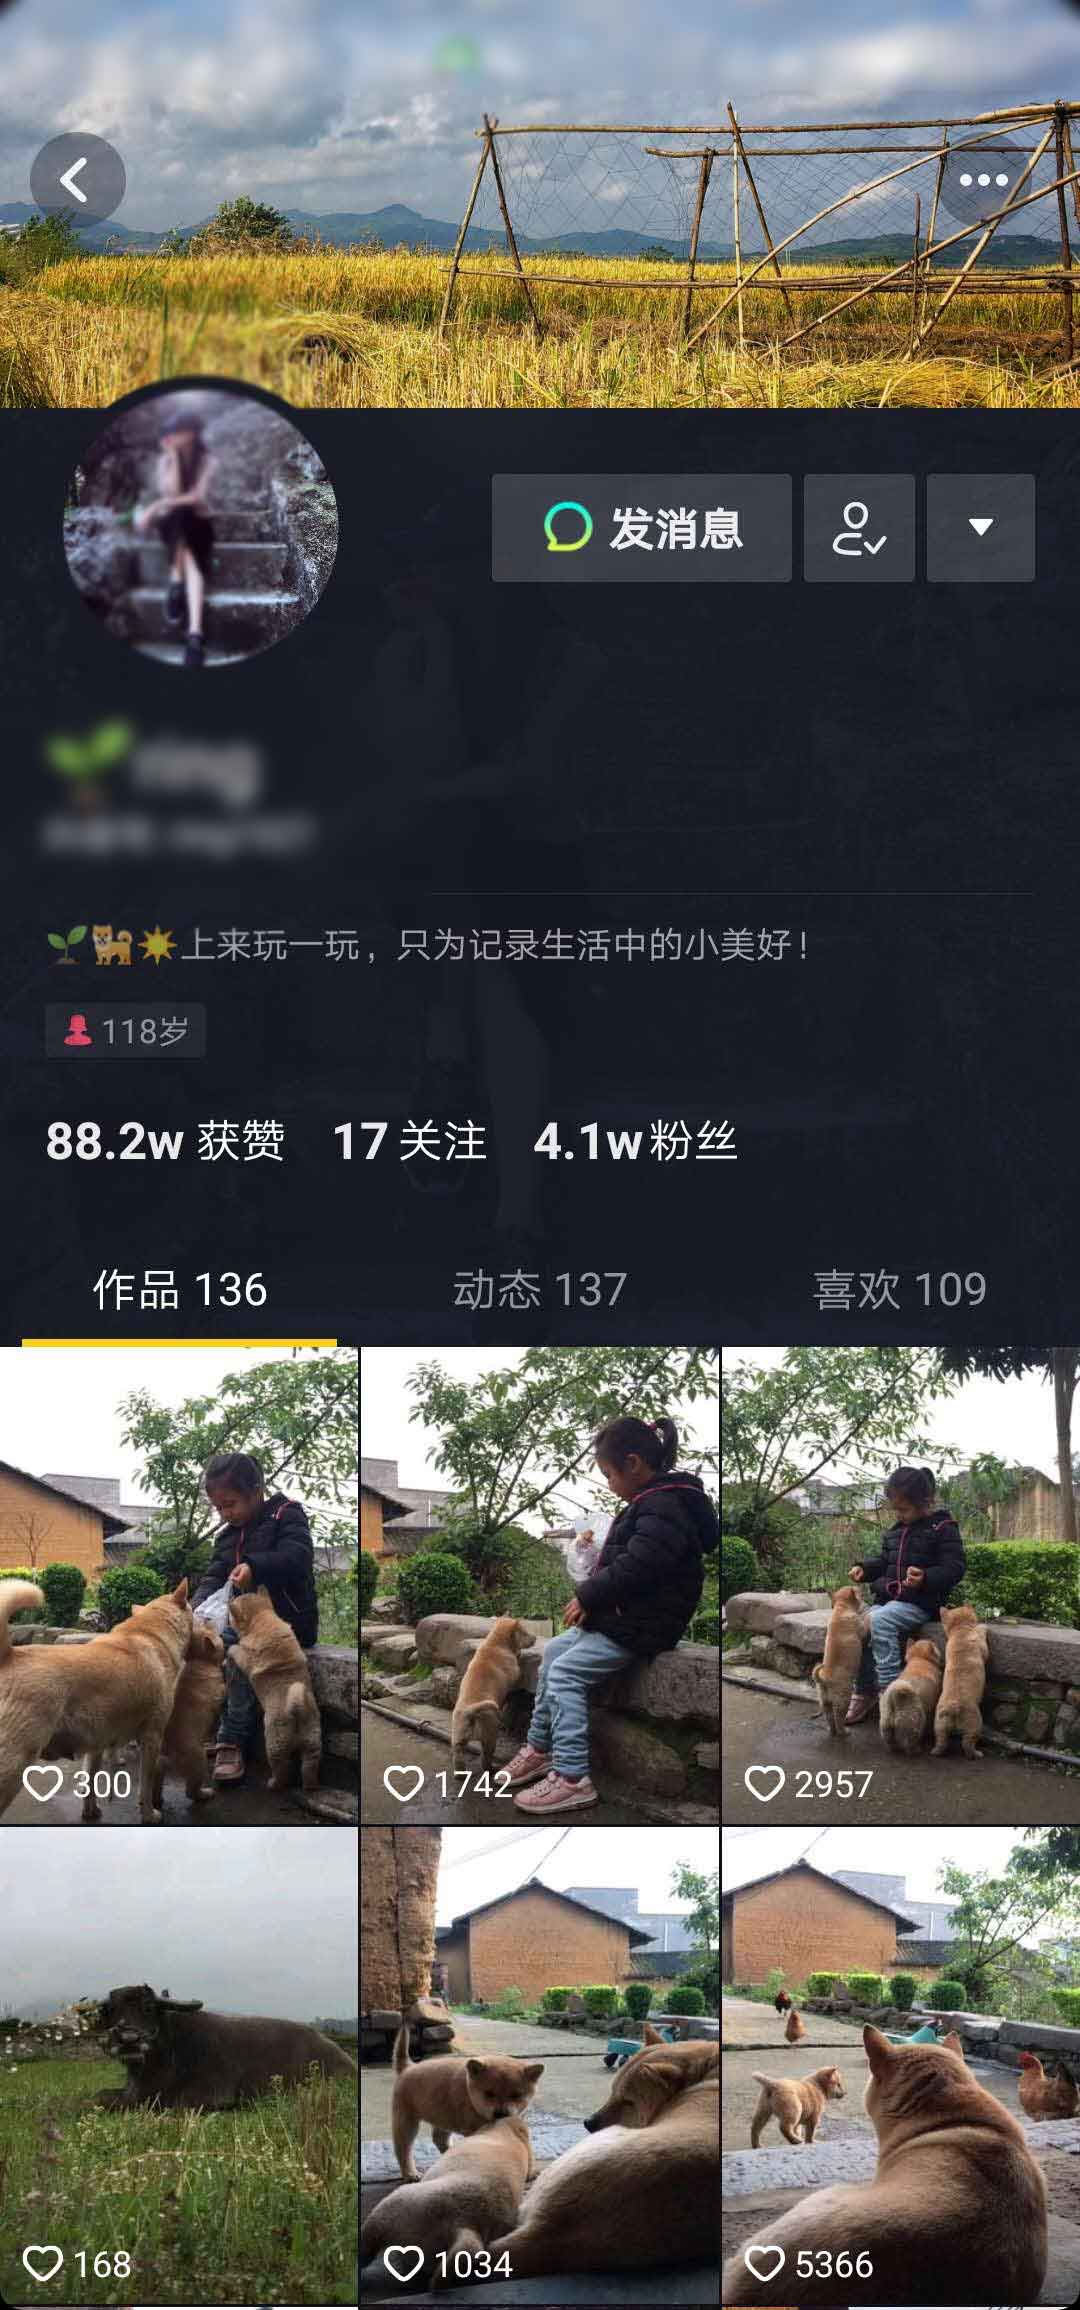 发消息
上来玩一玩，只为记录生活中的小美好！
118岁
88.2w 获赞 17 关注 4.1w 粉丝
作品 136 动态 137 喜欢 109
300 1742 2957
168 1034 5366